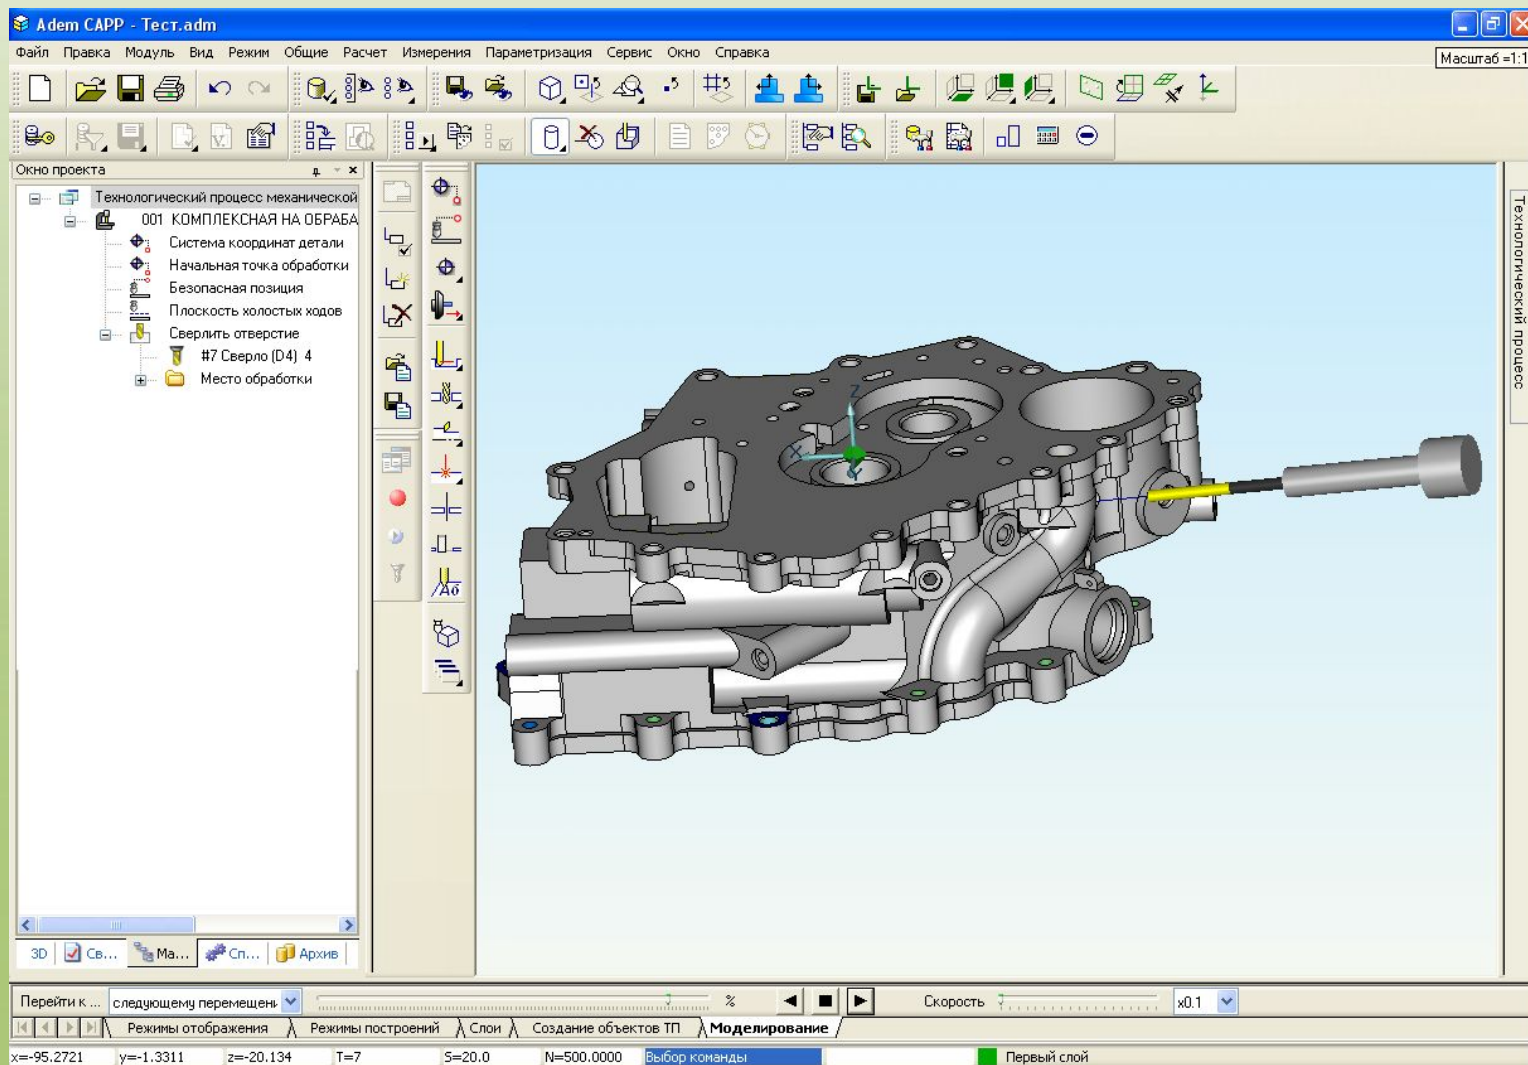 Adem CAPP - Тест.adm
Файл Правка Модуль Вид Режим Общие Расчет Измерения Параметризация Сервис Окно Справка
Масштаб =1:1
Окно проекта
Технологический процесс механической
001 КОМПЛЕКСНАЯ НА ОБРАБА
Система координат детали
Начальная точка обработки
Безопасная позиция
Плоскость холостых ходов
Сверлить отверстие
#7 Сверло (D4) 4
Место обработки
Технологический процесс
Z
X
Y
3D Св... Ма... Сп... Архив
Перейти к ... следующему перемещени % Скорость x0.1
Режимы отображения Режимы построений Слои Создание объектов ТП Моделирование
x=-95.2721 y=-1.3311 z=-20.134 T=7 S=20.0 N=500.0000 Выбор команды Первый слой